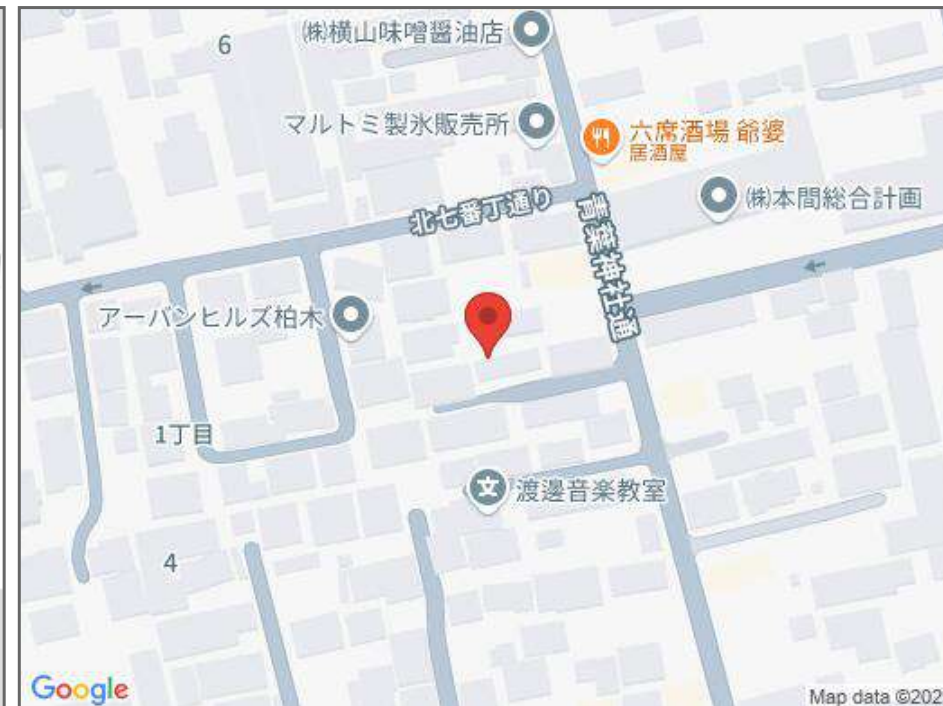 6
㈱横山味噌醤油店
マルトミ製氷販売所
六席酒場 爺婆
居酒屋
㈱本間総合計画
北七番丁通り
青葉神社通
アーバンヒルズ柏木
1丁目
渡邊音楽教室
4
Google
Map data ©202